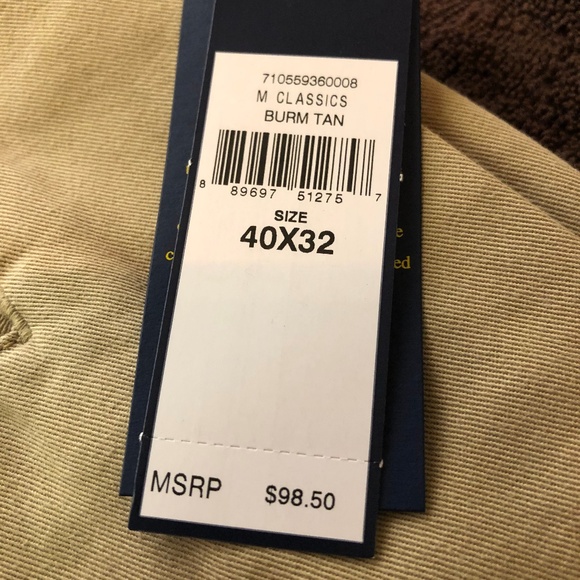 710559360008
M CLASSICS
BURM TAN
8 89697 51275 7
SIZE
40X32
MSRP $98.50